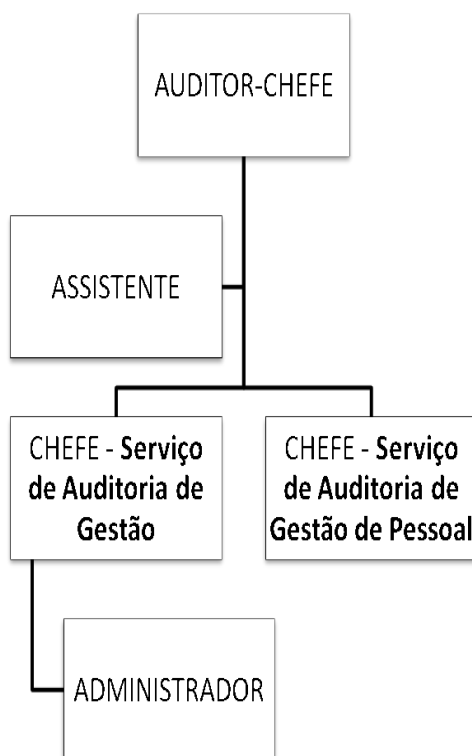 AUDITOR-CHEFE
ASSISTENTE
CHEFE - Serviço
de Auditoria de
Gestão
CHEFE - Serviço
de Auditoria de
Gestão de Pessoal
ADMINISTRADOR